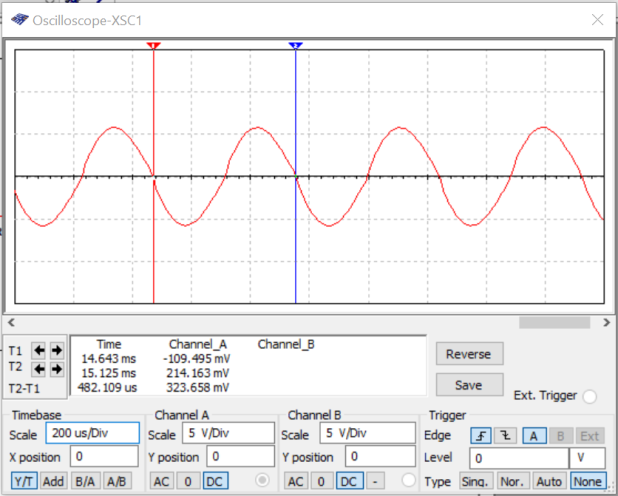 Oscilloscope-XSC1
1 2
Time Channel_A Channel_B
T1 14.643 ms -109.495 mV
T2 15.125 ms 214.163 mV
T2-T1 482.109 us 323.658 mV
Reverse
Save
Ext. Trigger
Timebase Channel A Channel B Trigger
Scale 200 us/Div Scale 5 V/Div Scale 5 V/Div Edge A B Ext
X position 0 Y position 0 Y position 0 Level 0 V
Y/T Add B/A A/B AC 0 DC AC 0 DC - Type Sing. Nor. Auto None